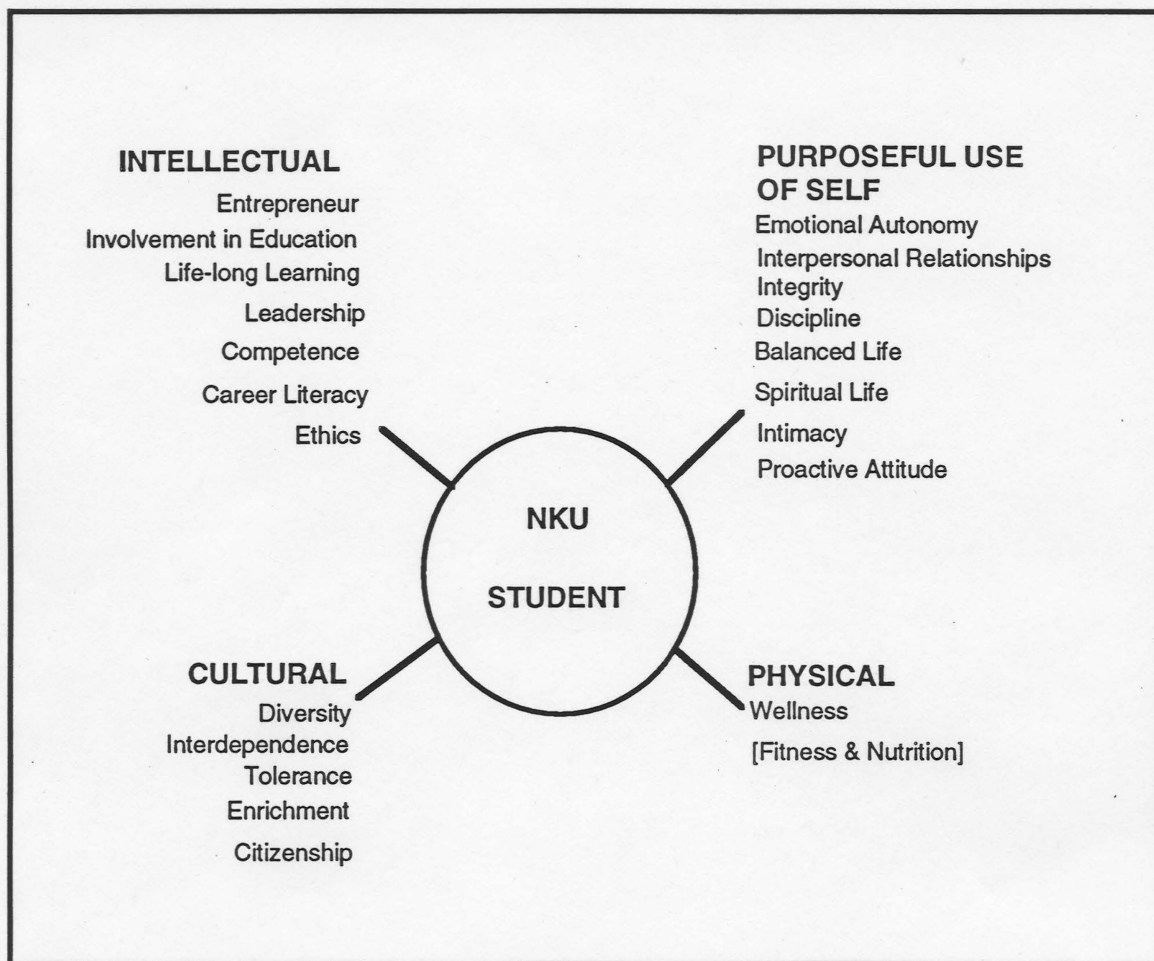 INTELLECTUAL
Entrepreneur
Involvement in Education
Life-long Learning
Leadership
Competence
Career Literacy
Ethics
PURPOSEFUL USE
OF SELF
Emotional Autonomy
Interpersonal Relationships
Integrity
Discipline
Balanced Life
Spiritual Life
Intimacy
Proactive Attitude
NKU
STUDENT
CULTURAL
Diversity
Interdependence
Tolerance
Enrichment
Citizenship
PHYSICAL
Wellness
[Fitness & Nutrition]